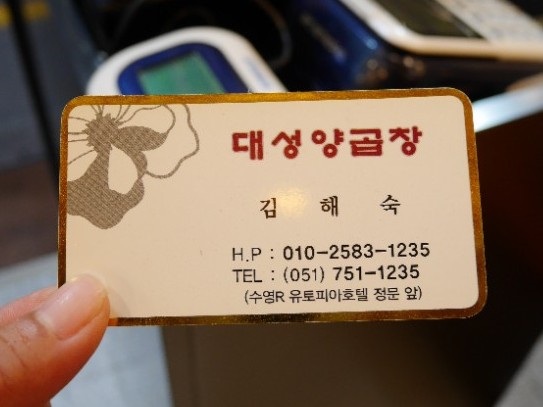 대성양곱창
김 해 숙
H.P : 010-2583-1235
TEL : (051) 751-1235
(수영R 유토피아호텔 정문 앞)